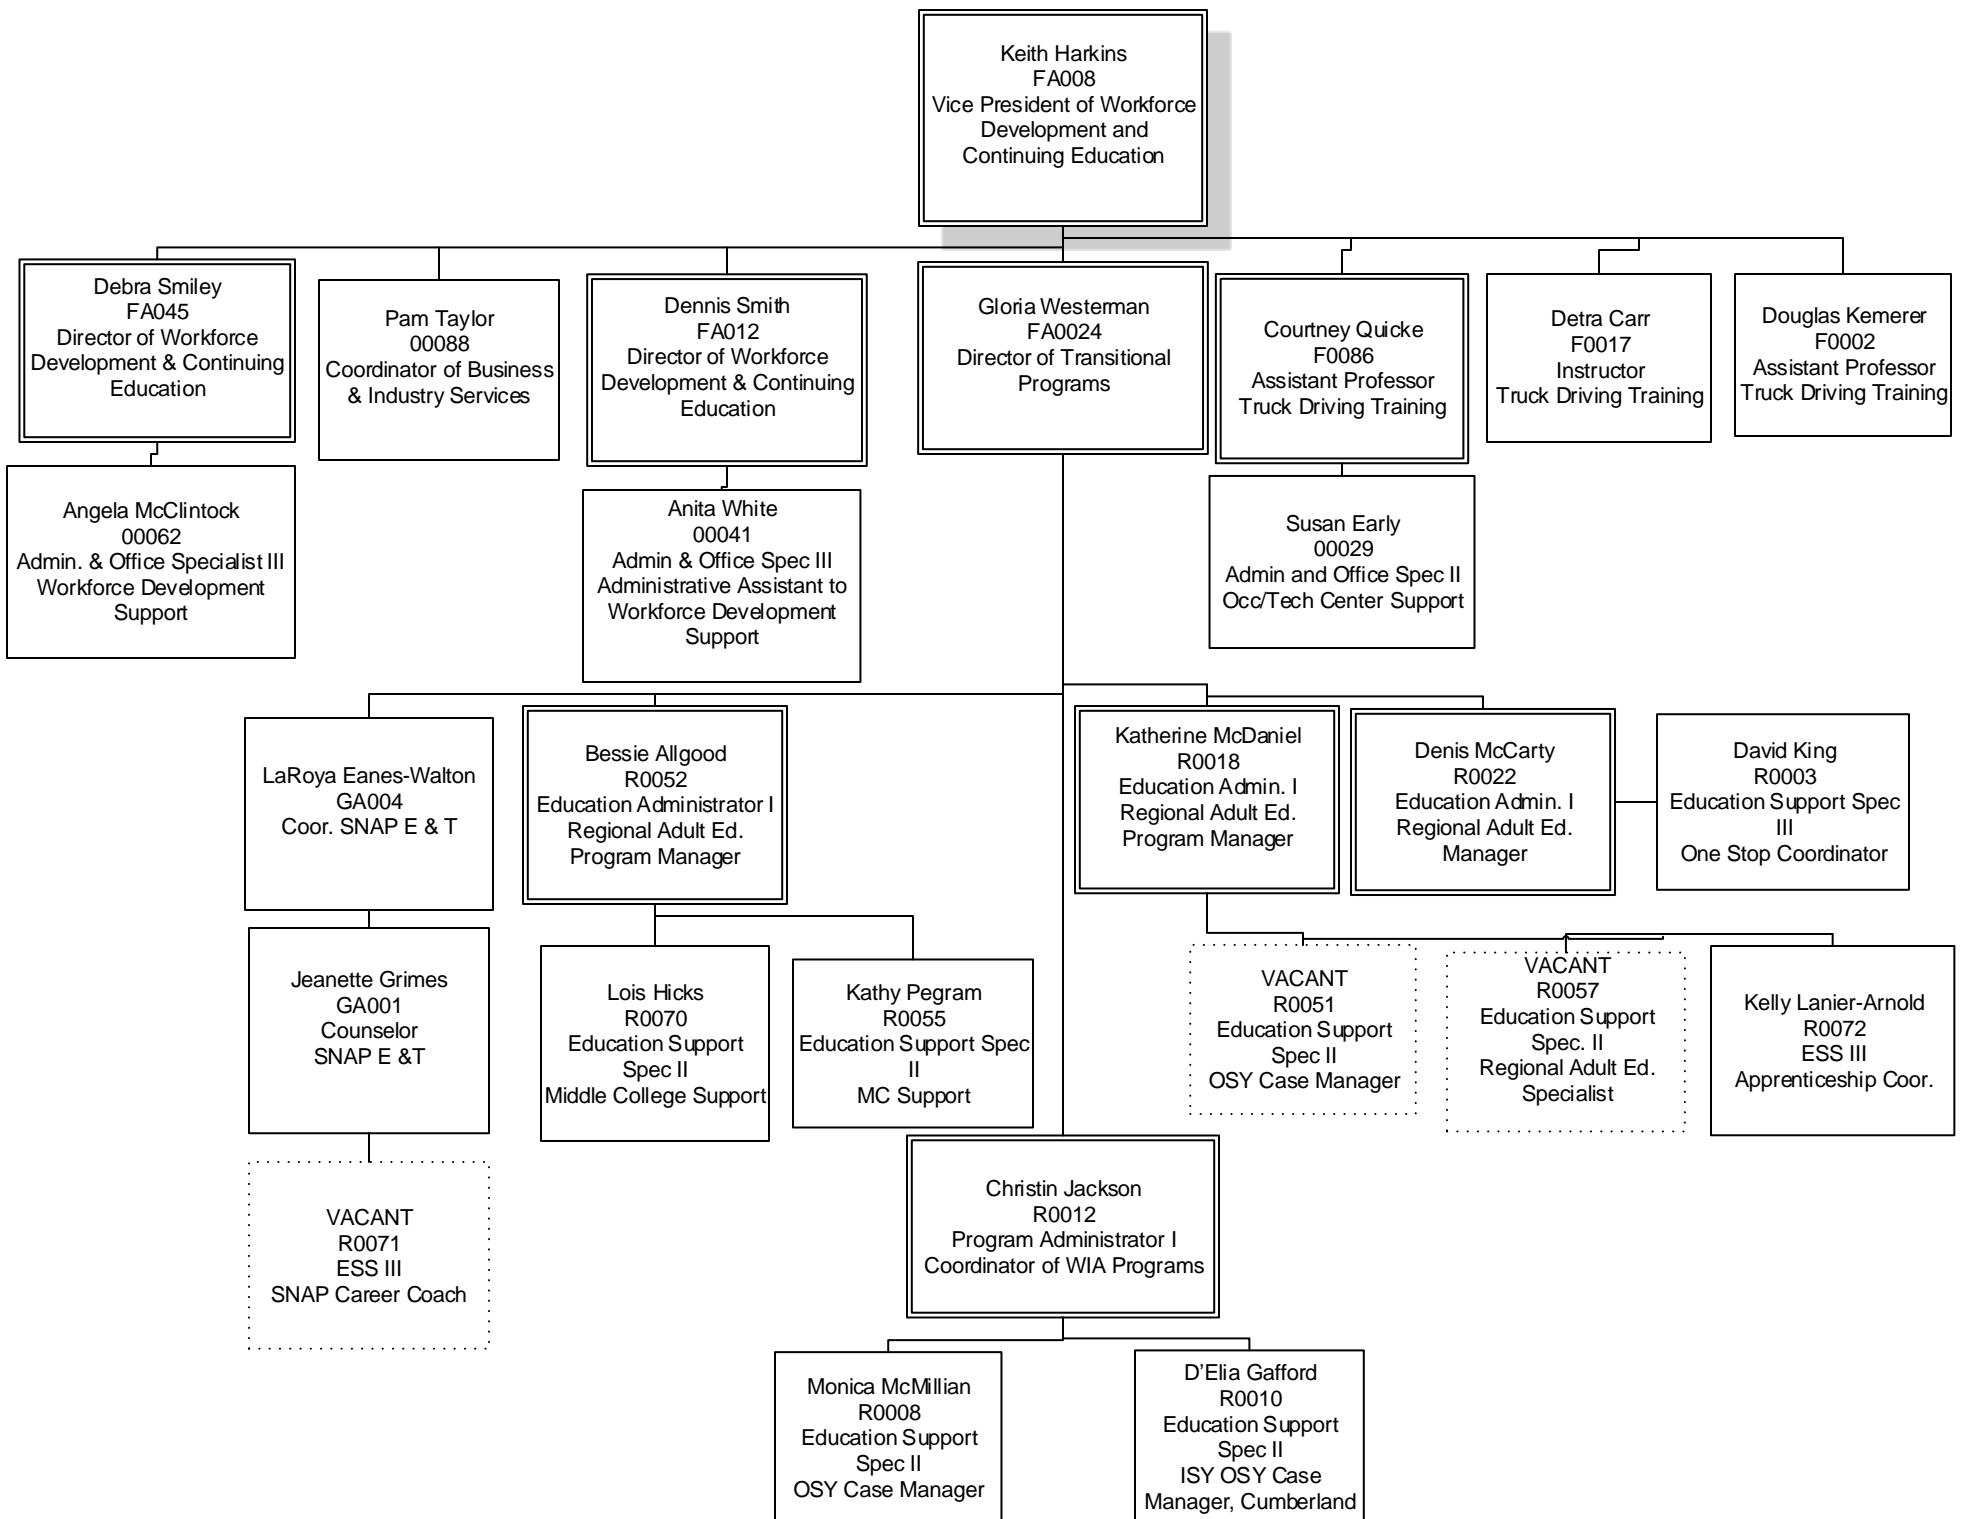 Keith Harkins
FA008
Vice President of Workforce
Development and
Continuing Education
Debra Smiley
FA045
Director of Workforce
Development & Continuing
Education
Pam Taylor
00088
Coordinator of Business
& Industry Services
Dennis Smith
FA012
Director of Workforce
Development & Continuing
Education
Gloria Westerman
FA0024
Director of Transitional
Programs
Courtney Quicke
F0086
Assistant Professor
Truck Driving Training
Detra Carr
F0017
Instructor
Truck Driving Training
Douglas Kemerer
F0002
Assistant Professor
Truck Driving Training
Angela McClintock
00062
Admin. & Office Specialist III
Workforce Development
Support
Anita White
00041
Admin & Office Spec III
Administrative Assistant to
Workforce Development
Support
Susan Early
00029
Admin and Office Spec II
Occ/Tech Center Support
LaRoya Eanes-Walton
GA004
Coor. SNAP E & T
Bessie Allgood
R0052
Education Administrator I
Regional Adult Ed.
Program Manager
Katherine McDaniel
R0018
Education Admin. I
Regional Adult Ed.
Program Manager
Denis McCarty
R0022
Education Admin. I
Regional Adult Ed.
Manager
David King
R0003
Education Support Spec
III
One Stop Coordinator
Jeanette Grimes
GA001
Counselor
SNAP E &T
Lois Hicks
R0070
Education Support
Spec II
Middle College Support
Kathy Pegram
R0055
Education Support Spec
II
MC Support
VACANT
R0051
Education Support
Spec II
OSY Case Manager
VACANT
R0057
Education Support
Spec. II
Regional Adult Ed.
Specialist
Kelly Lanier-Arnold
R0072
ESS III
Apprenticeship Coor.
VACANT
R0071
ESS III
SNAP Career Coach
Christin Jackson
R0012
Program Administrator I
Coordinator of WIA Programs
Monica McMillian
R0008
Education Support
Spec II
OSY Case Manager
D'Elia Gafford
R0010
Education Support
Spec II
ISY OSY Case
Manager, Cumberland